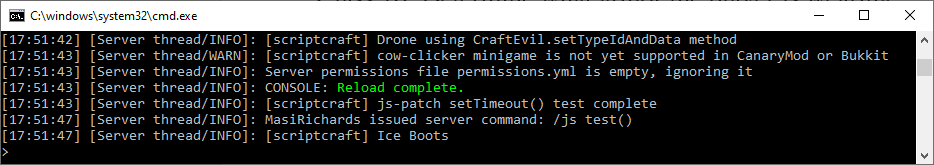 C:\windows\system32\cmd.exe
[17:51:42] [Server thread/INFO]: [scriptcraft] Drone using CraftEvil.setTypeIdAndData method
[17:51:43] [Server thread/WARN]: [scriptcraft] cow-clicker minigame is not yet supported in CanaryMod or Bukkit
[17:51:43] [Server thread/INFO]: Server permissions file permissions.yml is empty, ignoring it
[17:51:43] [Server thread/INFO]: CONSOLE: Reload complete.
[17:51:43] [Server thread/INFO]: [scriptcraft] js-patch setTimeout() test complete
[17:51:47] [Server thread/INFO]: MasiRichards issued server command: /js test()
[17:51:47] [Server thread/INFO]: [scriptcraft] Ice Boots
>